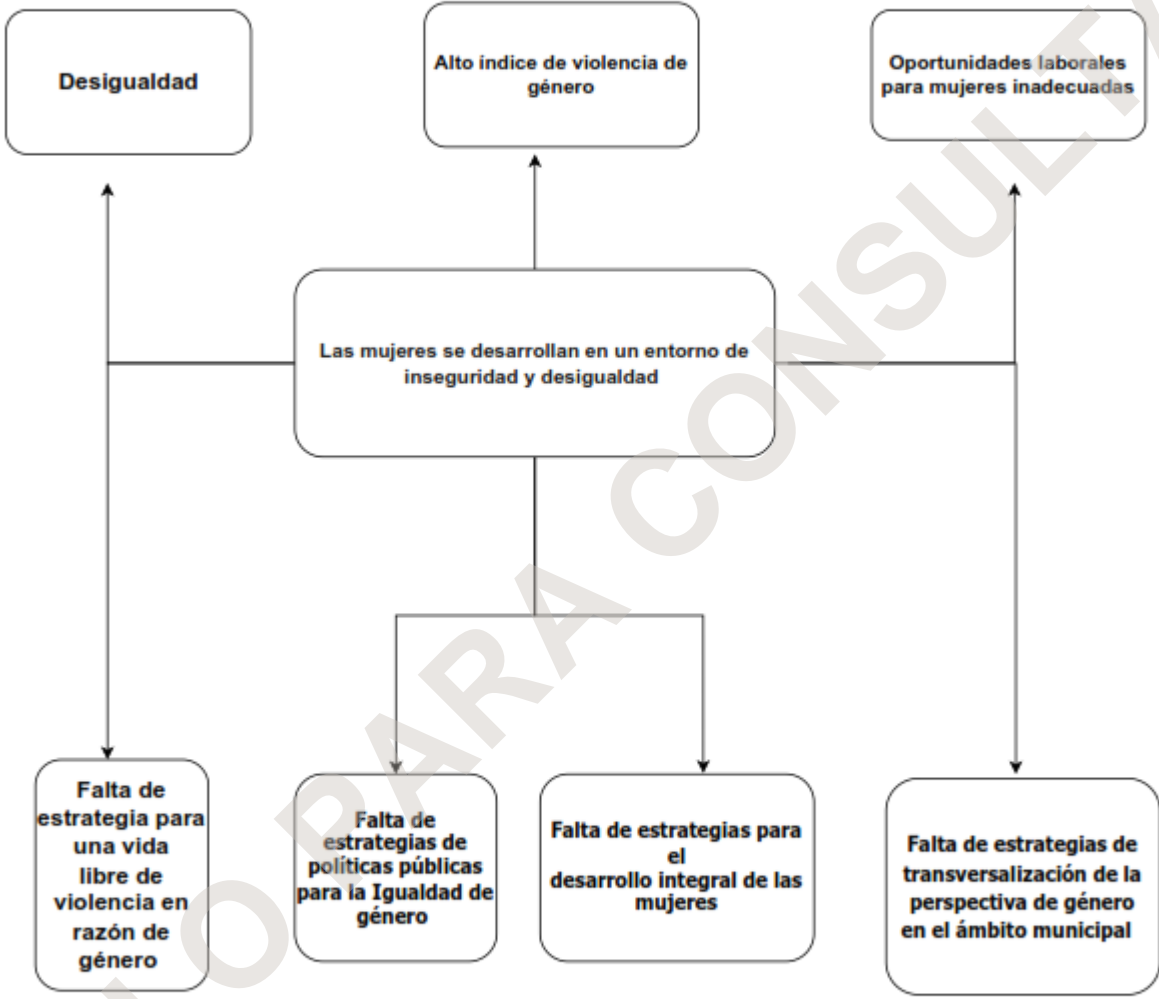 Desigualdad
Alto indice de violencia de
género
Oportunidades laborales
para mujeres inadecuadas
Las mujeres se desarrollan en un entorno de
inseguridad y desigualdad
Falta de
estrategia para
una vida
libre de
violencia en
razón de
género
Falta de
estrategias de
políticas públicas
para la Igualdad de
género
Falta de estrategias para
el
desarrollo integral de las
mujeres
Falta de estrategias de
transversalización de la
perspectiva de género
en el ámbito municipal
PARA